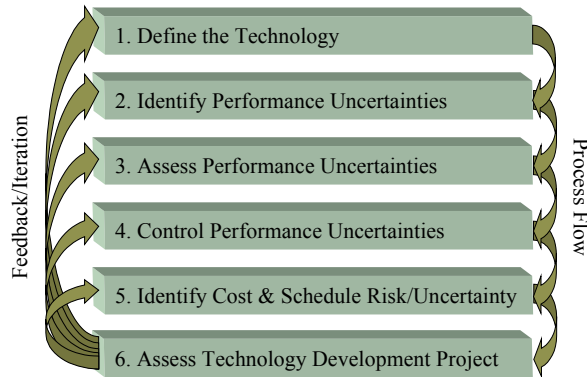 1. Define the Technology
2. Identify Performance Uncertainties
3. Assess Performance Uncertainties
4. Control Performance Uncertainties
5. Identify Cost & Schedule Risk/Uncertainty
6. Assess Technology Development Project
Feedback/Iteration
Process Flow